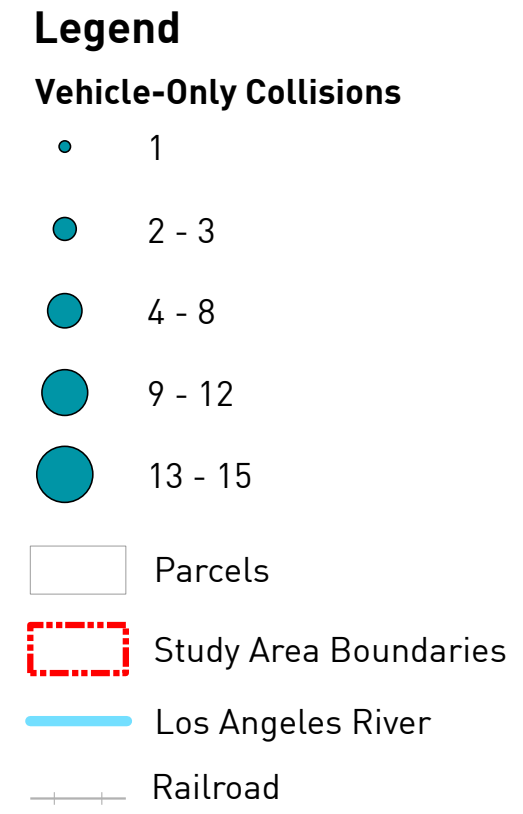 Legend
Vehicle-Only Collisions
1
2 - 3
4 - 8
9 - 12
13 - 15
Parcels
Study Area Boundaries
Los Angeles River
Railroad